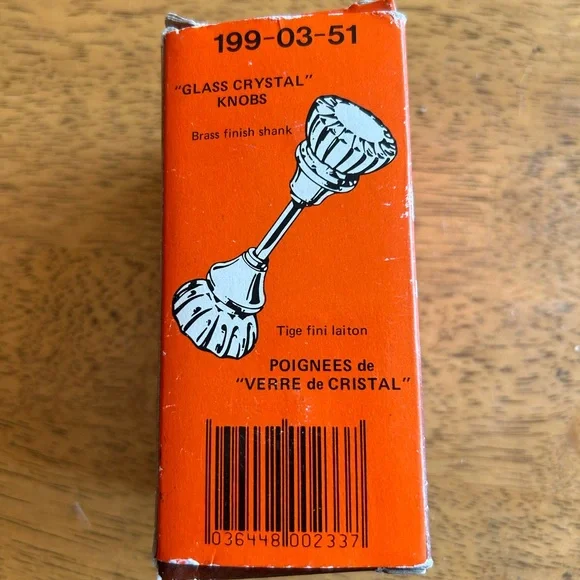 199-03-51
"GLASS CRYSTAL"
KNOBS
Brass finish shank
Tige fini laiton
POIGNEES de
"VERRE de CRISTAL"
036448 002337